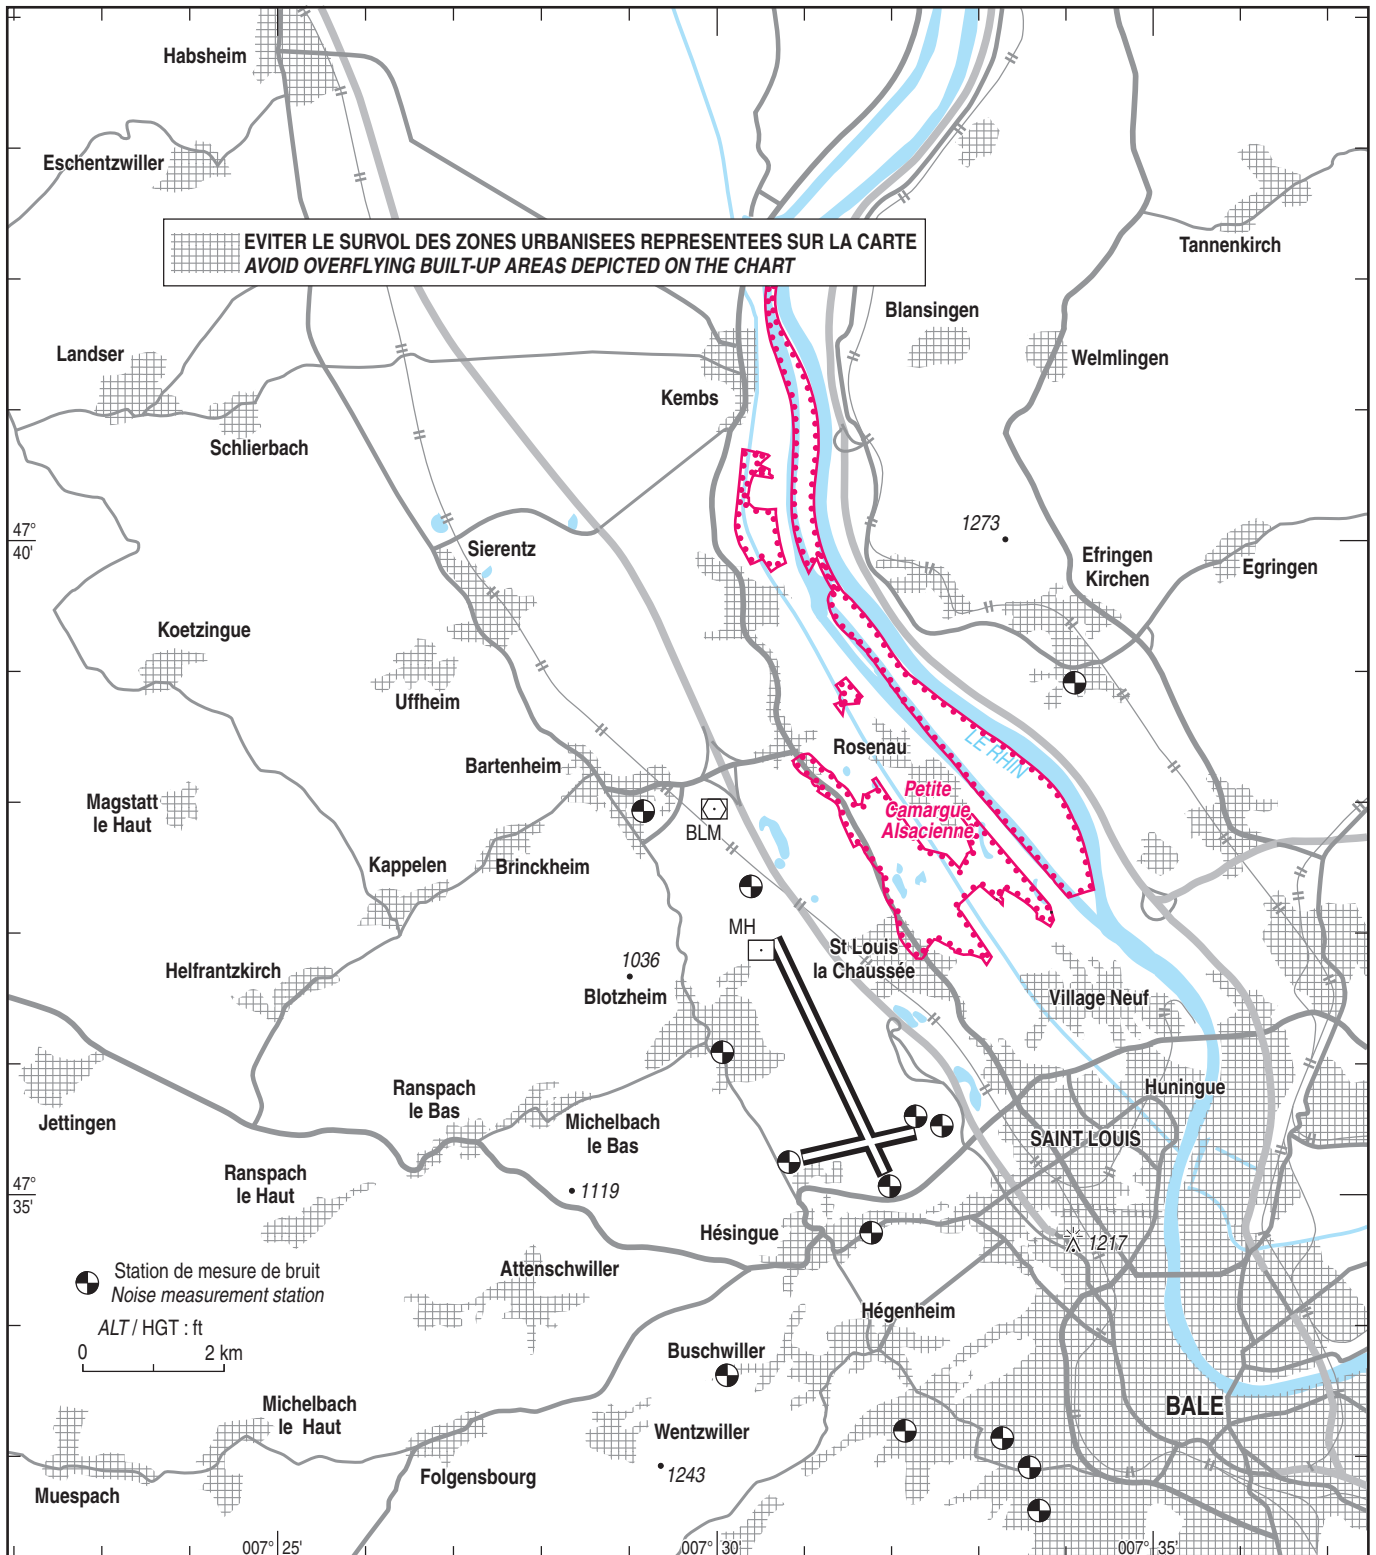 Habsheim
Eschentzwiller
EVITER LE SURVOL DES ZONES URBANISEES REPRESENTEES SUR LA CARTE
AVOID OVERFLYING BUILT-UP AREAS DEPICTED ON THE CHART
Tannenkirch
Blansingen
Landser
Welmlingen
Kembs
Schlierbach
1273
47°
40'
Sierentz
Efringen
Kirchen
Egringen
Koetzingue
Uffheim
Rosenau
LE RHIN
Bartenheim
Petite
Camargue
Alsacienne
Magstatt
le Haut
BLM
Kappelen
Brinckheim
MH
St Louis
la Chaussée
1036
Helfrantzkirch
Blotzheim
Village Neuf
Ranspach
le Bas
Huningue
Jettingen
Michelbach
le Bas
SAINT LOUIS
Ranspach
le Haut
1119
47°
35'
Hésingue
1217
Station de mesure de bruit
Noise measurement station
Attenschwiller
ALT / HGT : ft
0 2 km
Hégenheim
Buschwiller
Michelbach
le Haut
BALE
Wentzwiller
Folgensbourg
1243
Muespach
007° 25'
007° 30'
007° 35'